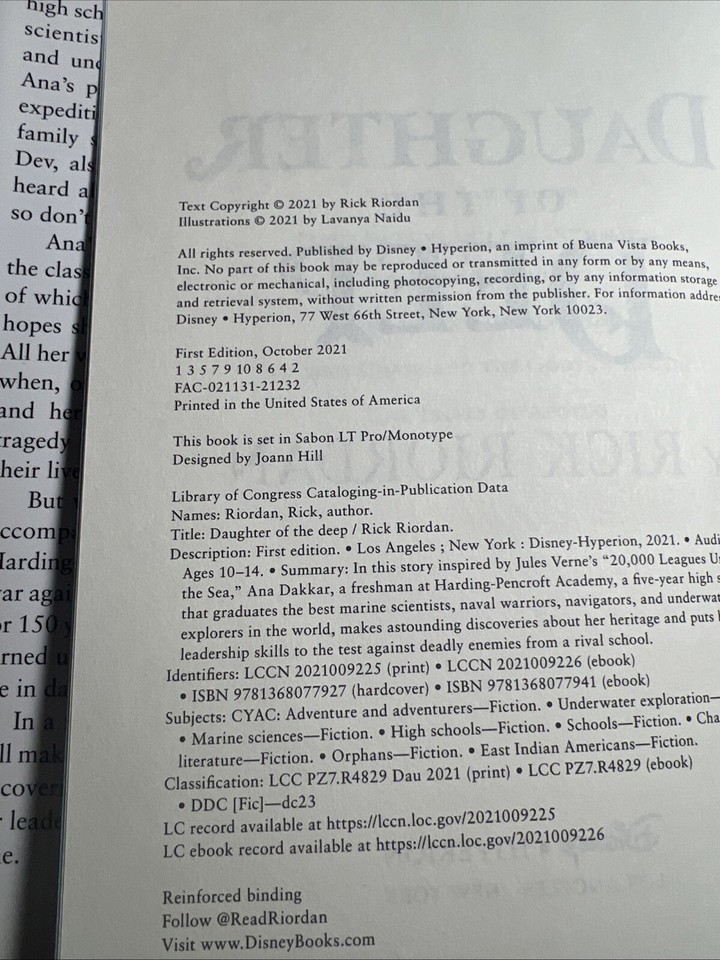 high sch
scientis
and und
Ana's p
expediti
family
Dev, als
heard a
so don't
Ana
the class
of which
hopes
All her
when,
and her
ragedy
heir live
But
ccomp
Harding
ar agai
or 150
rned u
e in da
In a
ll mak
cover
leade
e.
DAUGHTER
OF THE
RICK RIORDAN
Text Copyright © 2021 by Rick Riordan
Illustrations © 2021 by Lavanya Naidu
All rights reserved. Published by Disney • Hyperion, an imprint of Buena Vista Books,
Inc. No part of this book may be reproduced or transmitted in any form or by any means,
electronic or mechanical, including photocopying, recording, or by any information storage
and retrieval system, without written permission from the publisher. For information addre
Disney • Hyperion, 77 West 66th Street, New York, New York 10023.
First Edition, October 2021
1 3 5 7 9 10 8 6 4 2
FAC-021131-21232
Printed in the United States of America
This book is set in Sabon LT Pro/Monotype
Designed by Joann Hill
Library of Congress Cataloging-in-Publication Data
Names: Riordan, Rick, author.
Title: Daughter of the deep / Rick Riordan.
Description: First edition. • Los Angeles ; New York : Disney-Hyperion, 2021. • Audi
Ages 10–14. • Summary: In this story inspired by Jules Verne's "20,000 Leagues U
the Sea," Ana Dakkar, a freshman at Harding-Pencroft Academy, a five-year high s
that graduates the best marine scientists, naval warriors, navigators, and underwat
explorers in the world, makes astounding discoveries about her heritage and puts
leadership skills to the test against deadly enemies from a rival school.
Identifiers: LCCN 2021009225 (print) • LCCN 2021009226 (ebook)
• ISBN 9781368077927 (hardcover) • ISBN 9781368077941 (ebook)
Subjects: CYAC: Adventure and adventurers—Fiction. • Underwater exploration—
• Marine sciences—Fiction. • High schools—Fiction. • Schools—Fiction. • Cha
literature—Fiction. • Orphans—Fiction. • East Indian Americans—Fiction.
Classification: LCC PZ7.R4829 Dau 2021 (print) • LCC PZ7.R4829 (ebook)
• DDC [Fic]—dc23
LC record available at https://lccn.loc.gov/2021009225
LC ebook record available at https://lccn.loc.gov/2021009226
Reinforced binding
Follow @ReadRiordan
Visit www.DisneyBooks.com